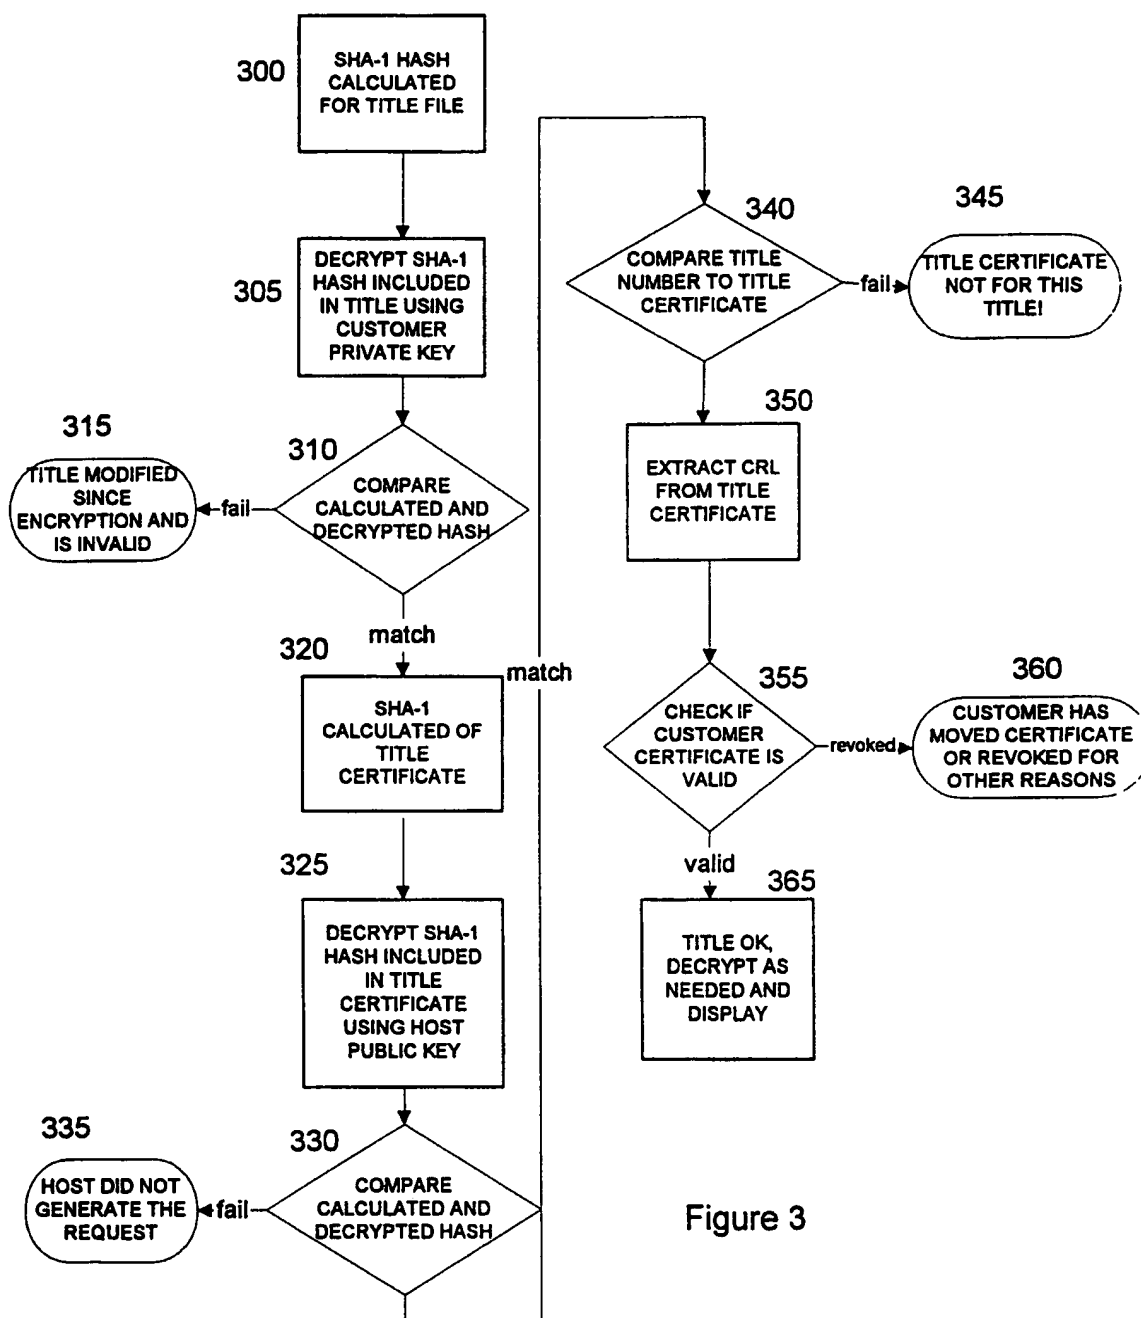 300
SHA-1 HASH
CALCULATED
FOR TITLE FILE
305
DECRYPT SHA-1
HASH INCLUDED
IN TITLE USING
CUSTOMER
PRIVATE KEY
310
COMPARE
CALCULATED AND
DECRYPTED HASH
fail
315
TITLE MODIFIED
SINCE
ENCRYPTION AND
IS INVALID
match
320
SHA-1
CALCULATED OF
TITLE
CERTIFICATE
325
DECRYPT SHA-1
HASH INCLUDED
IN TITLE
CERTIFICATE
USING HOST
PUBLIC KEY
330
COMPARE
CALCULATED AND
DECRYPTED HASH
fail
335
HOST DID NOT
GENERATE THE
REQUEST
match
340
COMPARE TITLE
NUMBER TO TITLE
CERTIFICATE
fail
345
TITLE CERTIFICATE
NOT FOR THIS
TITLE!
350
EXTRACT CRL
FROM TITLE
CERTIFICATE
355
CHECK IF
CUSTOMER
CERTIFICATE IS
VALID
revoked
360
CUSTOMER HAS
MOVED CERTIFICATE
OR REVOKED FOR
OTHER REASONS
valid
365
TITLE OK,
DECRYPT AS
NEEDED AND
DISPLAY
Figure 3